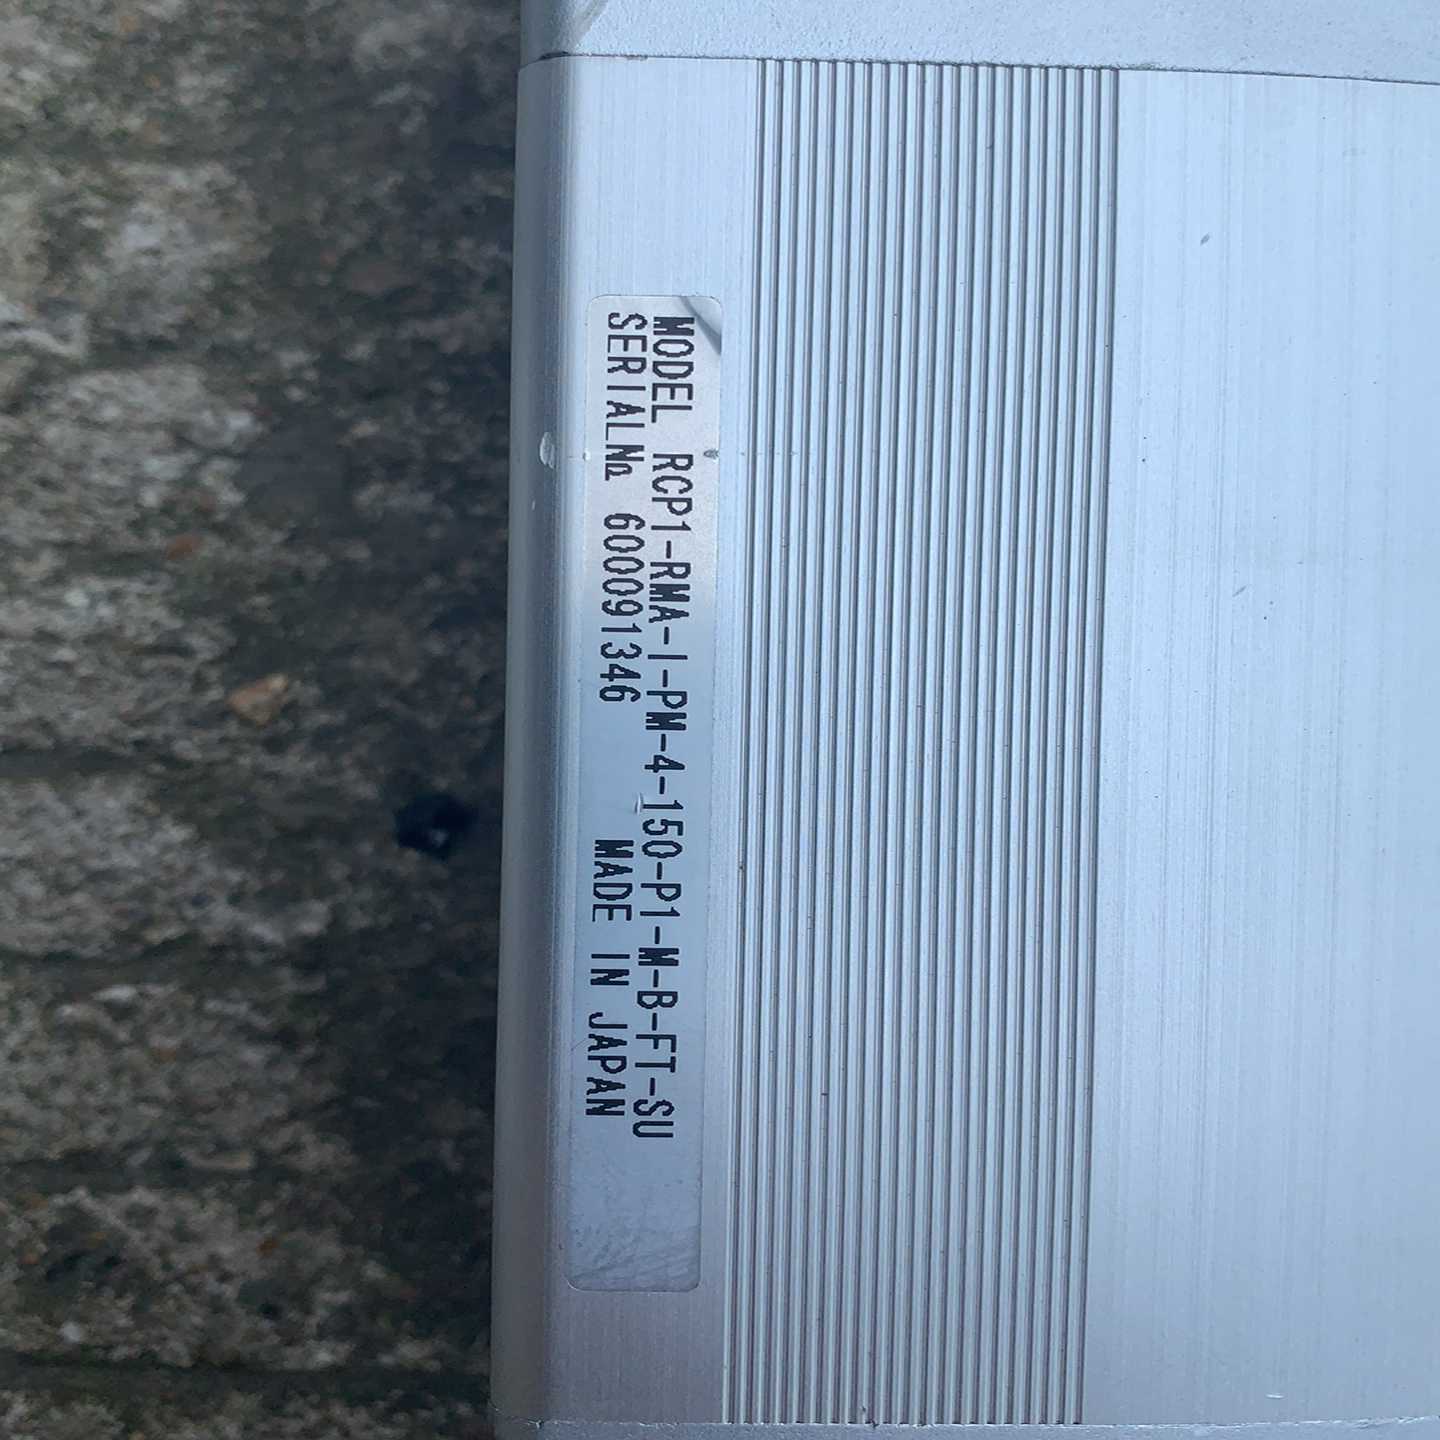 MODEL RCP1-RMA-I-PM-4-150-P1-M-B-FT-SU
SERIAL№ 600091346 MADE IN JAPAN